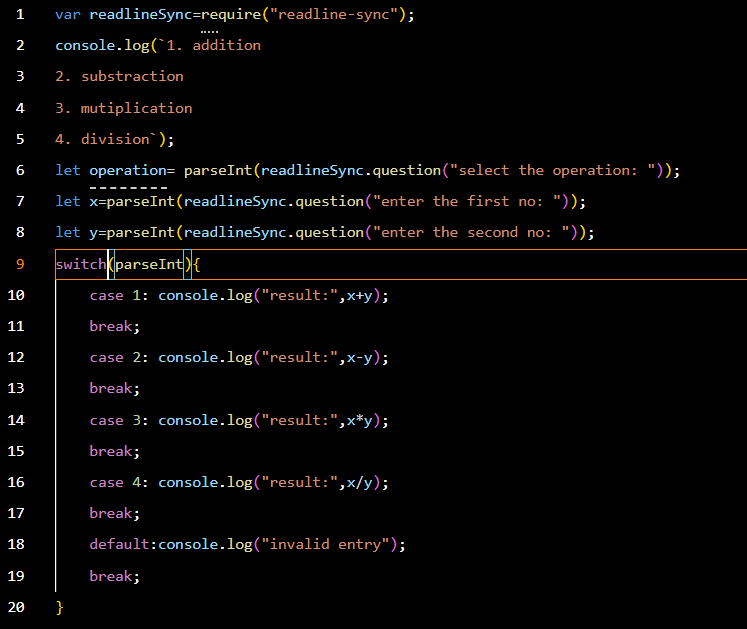 1 var readlineSync=require("readline-sync");
2 console.log(`1. addition
3 2. substraction
4 3. mutiplication
5 4. division`);
6 let operation= parseInt(readlineSync.question("select the operation: "));
7 let x=parseInt(readlineSync.question("enter the first no: "));
8 let y=parseInt(readlineSync.question("enter the second no: "));
9 switch(parseInt){
10 case 1: console.log("result:",x+y);
11 break;
12 case 2: console.log("result:",x-y);
13 break;
14 case 3: console.log("result:",x*y);
15 break;
16 case 4: console.log("result:",x/y);
17 break;
18 default:console.log("invalid entry");
19 break;
20 }